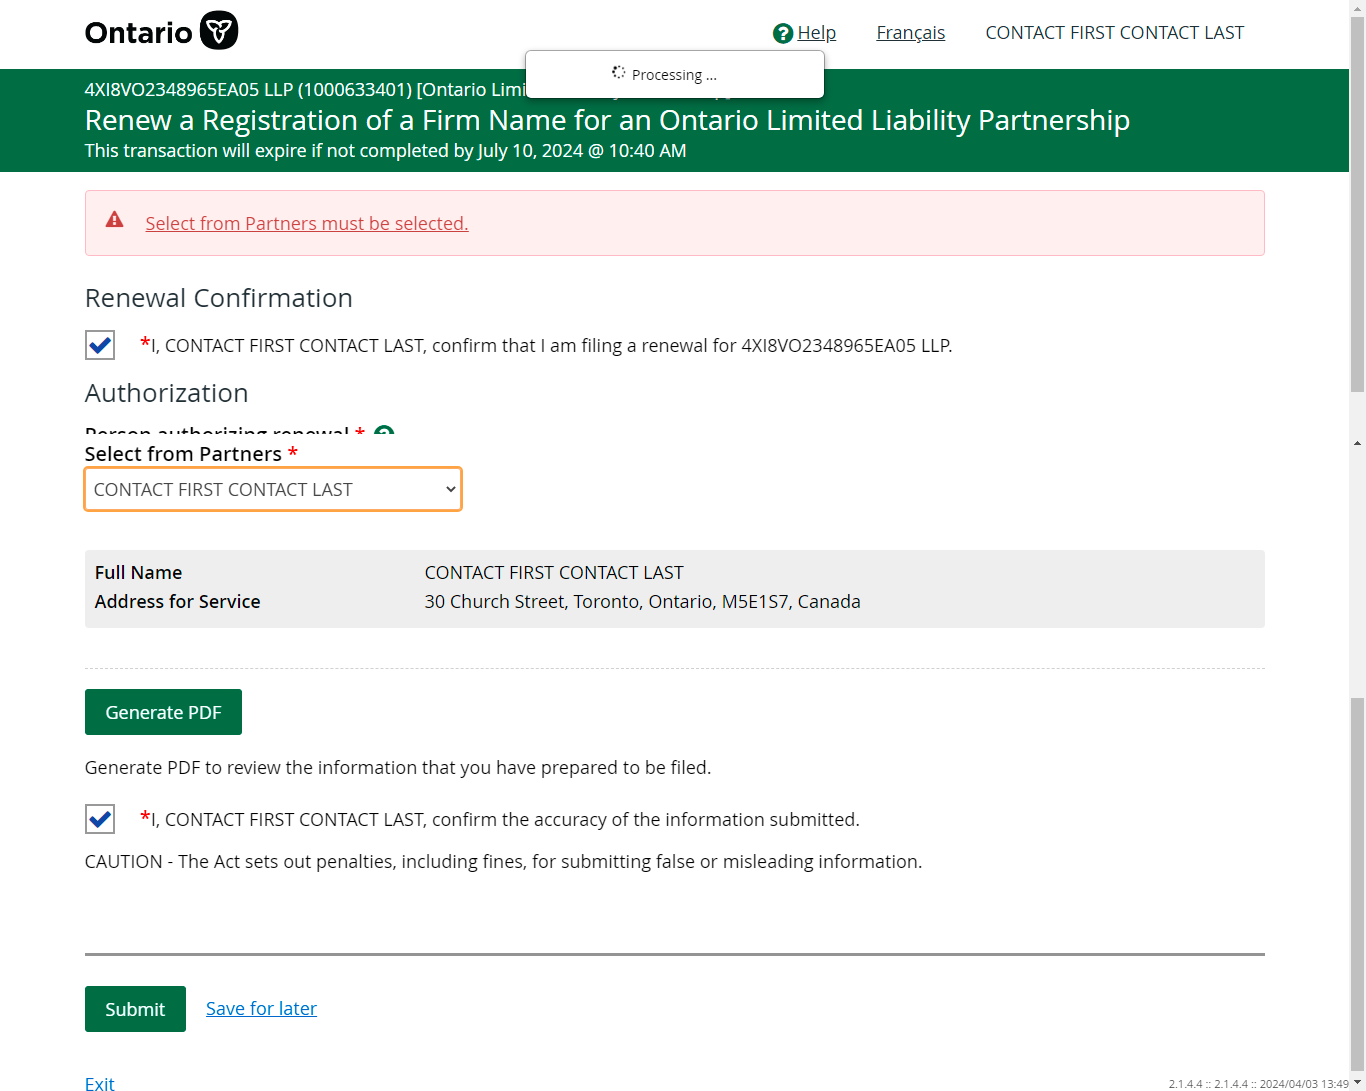 Ontario
Help
Français
CONTACT FIRST CONTACT LAST
Processing ...
4XI8VO2348965EA05 LLP (1000633401) [Ontario Limi
Renew a Registration of a Firm Name for an Ontario Limited Liability Partnership
This transaction will expire if not completed by July 10, 2024 @ 10:40 AM
Select from Partners must be selected.
Renewal Confirmation
*I, CONTACT FIRST CONTACT LAST, confirm that I am filing a renewal for 4XI8VO2348965EA05 LLP.
Authorization
Person authorizing renewal * ?
Select from Partners *
CONTACT FIRST CONTACT LAST
Full Name CONTACT FIRST CONTACT LAST
Address for Service 30 Church Street, Toronto, Ontario, M5E1S7, Canada
Generate PDF
Generate PDF to review the information that you have prepared to be filed.
*I, CONTACT FIRST CONTACT LAST, confirm the accuracy of the information submitted.
CAUTION - The Act sets out penalties, including fines, for submitting false or misleading information.
Submit
Save for later
Exit
2.1.4.4 :: 2.1.4.4 :: 2024/04/03 13:49